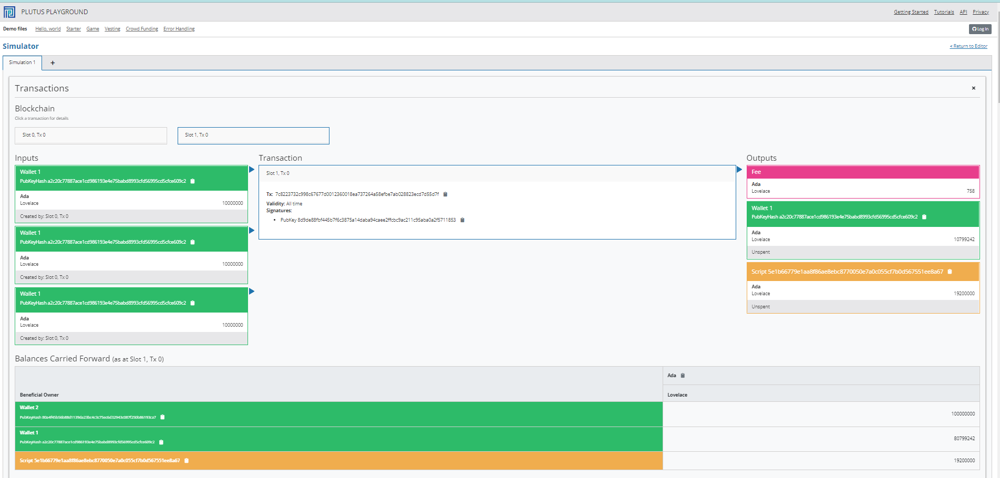 PLUTUS PLAYGROUND
Getting Started Tutorials API Privacy
Demo files Hello, world Starter Game Vesting Crowd Funding Error Handling
Log In
Simulator
< Return to Editor
Simulation 1 +
Transactions
Blockchain
Click a transaction for details
Slot 0, Tx 0
Slot 1, Tx 0
Inputs
Wallet 1
PubKeyHash a2c20c77887ace1cd986193e4e75babd8993cfd56995cd5cfce609c2
Ada
Lovelace 10000000
Created by: Slot 0, Tx 0
Wallet 1
PubKeyHash a2c20c77887ace1cd986193e4e75babd8993cfd56995cd5cfce609c2
Ada
Lovelace 10000000
Created by: Slot 0, Tx 0
Wallet 1
PubKeyHash a2c20c77887ace1cd986193e4e75babd8993cfd56995cd5cfce609c2
Ada
Lovelace 10000000
Created by: Slot 0, Tx 0
Transaction
Slot 1, Tx 0
Tx: 7c8223732c998c67677d0012360018ea737264a58efbe7ab028823ecd7d55d7f
Validity: All time
Signatures:
• PubKey 8d9de88fbf445b7f6c3875a14daba94caee2ffcbc9ac211c95aba0a2f5711853
Outputs
Fee
Ada
Lovelace 758
Wallet 1
PubKeyHash a2c20c77887ace1cd986193e4e75babd8993cfd56995cd5cfce609c2
Ada
Lovelace 10799242
Unspent
Script 5e1b66779e1aa8f86ae8ebc8770050e7a0c055cf7b0d567551ee8a67
Ada
Lovelace 19200000
Unspent
Balances Carried Forward (as at Slot 1, Tx 0)
Ada
Beneficial Owner Lovelace
Wallet 2
PubKeyHash 80a4f45b56b88d1139da23bc4c3c75ec6d32943c087f250b86193ca7
100000000
Wallet 1
PubKeyHash a2c20c77887ace1cd986193e4e75babd8993cfd56995cd5cfce609c2
80799242
Script 5e1b66779e1aa8f86ae8ebc8770050e7a0c055cf7b0d567551ee8a67
19200000